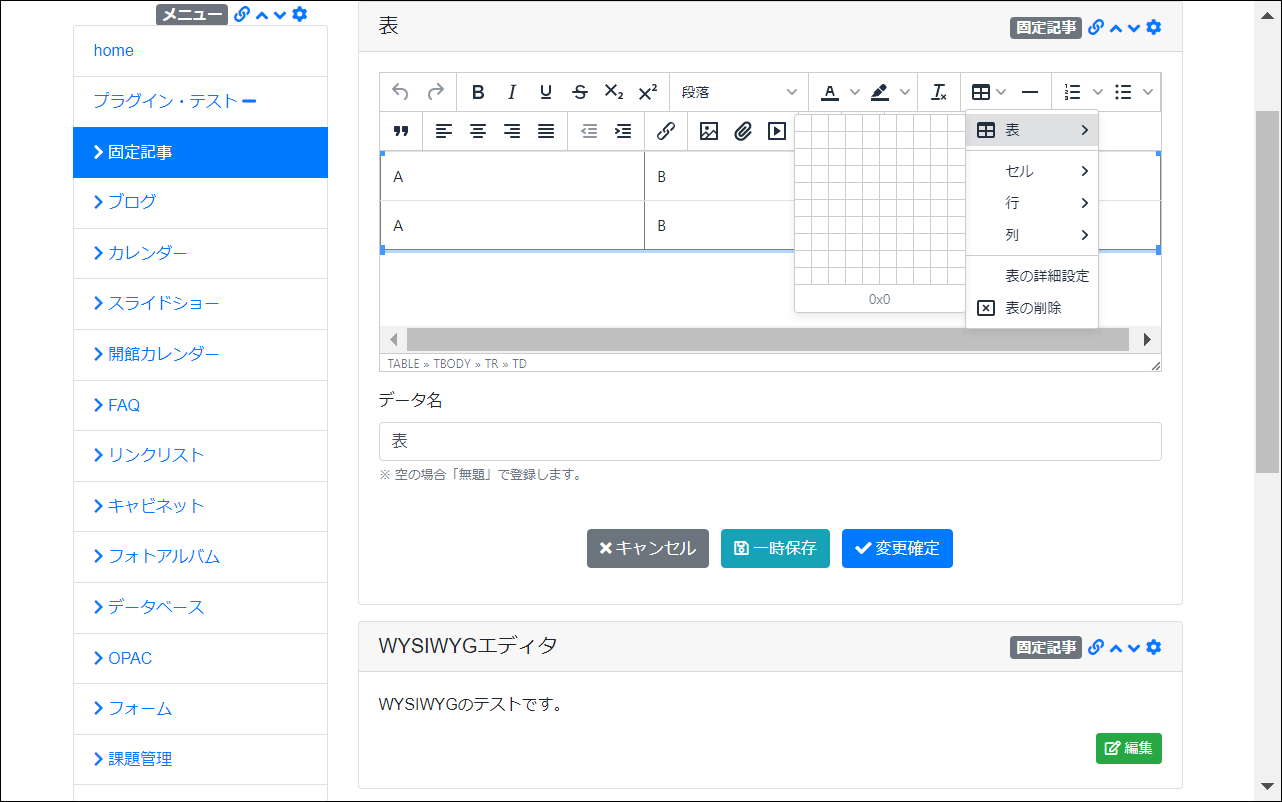 メニュー
home
プラグイン・テスト
固定記事
ブログ
カレンダー
スライドショー
開館カレンダー
FAQ
リンクリスト
キャビネット
フォトアルバム
データベース
OPAC
フォーム
課題管理
表
固定記事
B I U S X₂ X² 段落 A
A B
A B
0x0
表
セル
行
列
表の詳細設定
表の削除
TABLE » TBODY » TR » TD
データ名
表
※ 空の場合「無題」で登録します。
キャンセル 一時保存 変更確定
WYSIWYGエディタ
固定記事
WYSIWYGのテストです。
編集